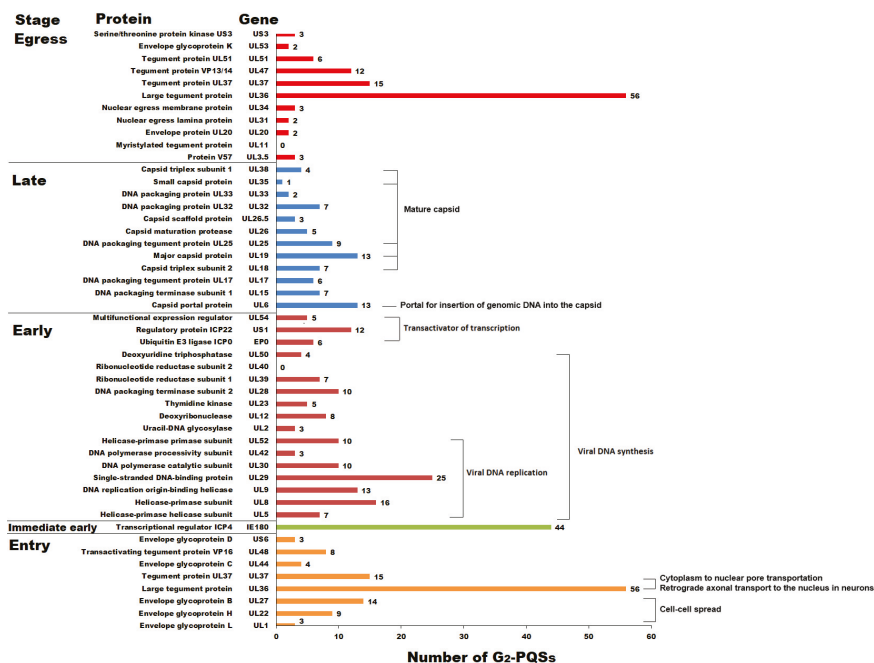 Stage Protein Gene
Egress
Serine/threonine protein kinase US3 US3 3
Envelope glycoprotein K UL53 2
Tegument protein UL51 UL51 6
Tegument protein VP13/14 UL47 12
Tegument protein UL37 UL37 15
Large tegument protein UL36 56
Nuclear egress membrane protein UL34 3
Nuclear egress lamina protein UL31 2
Envelope protein UL20 UL20 2
Myristylated tegument protein UL11 0
Protein V57 UL3.5 3
Late
Capsid triplex subunit 1 UL38 4
Small capsid protein UL35 1
DNA packaging protein UL33 UL33 2
DNA packaging protein UL32 UL32 7
Mature capsid
Capsid scaffold protein UL26.5 3
Capsid maturation protease UL26 5
DNA packaging tegument protein UL25 UL25 9
Major capsid protein UL19 13
Capsid triplex subunit 2 UL18 7
DNA packaging tegument protein UL17 UL17 6
DNA packaging terminase subunit 1 UL15 7
Capsid portal protein UL6 13 Portal for insertion of genomic DNA into the capsid
Early
Multifunctional expression regulator UL54 5
Regulatory protein ICP22 US1 12 Transactivator of transcription
Ubiquitin E3 ligase ICP0 EP0 6
Deoxyuridine triphosphatase UL50 4
Ribonucleotide reductase subunit 2 UL40 0
Ribonucleotide reductase subunit 1 UL39 7
DNA packaging terminase subunit 2 UL28 10
Thymidine kinase UL23 5
Deoxyribonuclease UL12 8
Uracil-DNA glycosylase UL2 3
Helicase-primase primase subunit UL52 10
DNA polymerase processivity subunit UL42 3
Viral DNA synthesis
DNA polymerase catalytic subunit UL30 10
Viral DNA replication
Single-stranded DNA-binding protein UL29 25
DNA replication origin-binding helicase UL9 13
Helicase-primase subunit UL8 16
Helicase-primase helicase subunit UL5 7
Immediate early Transcriptional regulator ICP4 IE180 44
Entry
Envelope glycoprotein D US6 3
Transactivating tegument protein VP16 UL48 8
Envelope glycoprotein C UL44 4
Tegument protein UL37 UL37 15 Cytoplasm to nuclear pore transportation
Large tegument protein UL36 56 Retrograde axonal transport to the nucleus in neurons
Envelope glycoprotein B UL27 14
Cell-cell spread
Envelope glycoprotein H UL22 9
Envelope glycoprotein L UL1 3
0 10 20 30 40 50 60
Number of G2-PQSs